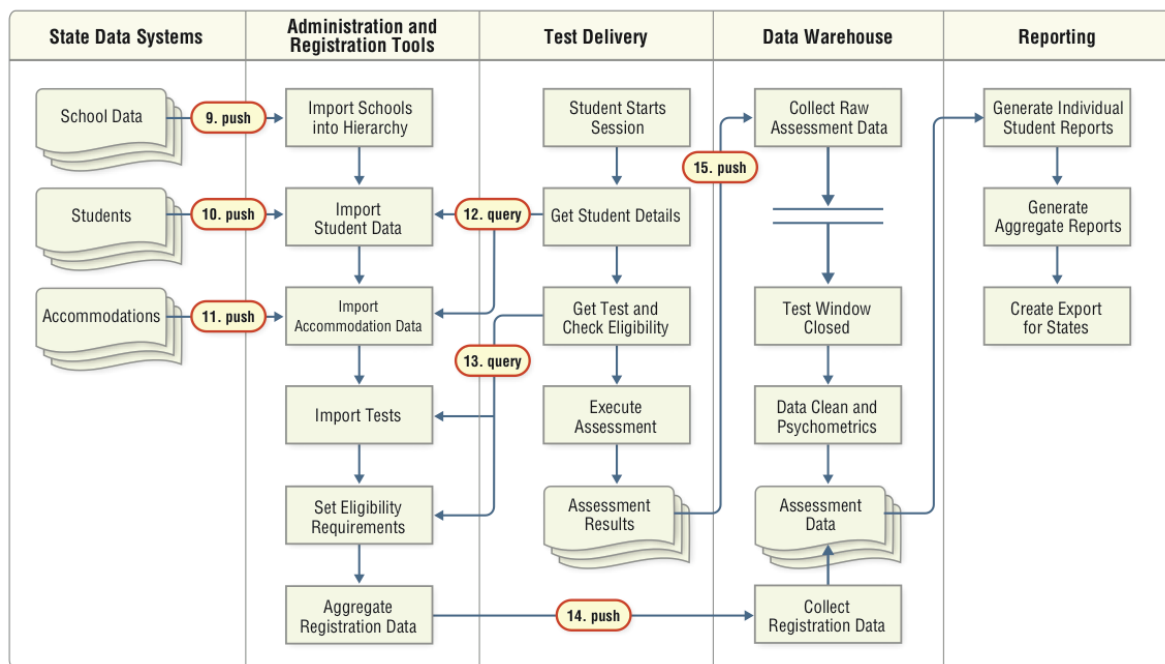 State Data Systems
Administration and
Registration Tools
Test Delivery
Data Warehouse
Reporting
School Data
9. push
Import Schools
into Hierarchy
Student Starts
Session
15. push
Collect Raw
Assessment Data
Generate Individual
Student Reports
Students
10. push
Import
Student Data
12. query
Get Student Details
Generate
Aggregate Reports
Accommodations
11. push
Import
Accommodation Data
13. query
Get Test and
Check Eligibility
Test Window
Closed
Create Export
for States
Import Tests
Execute
Assessment
Data Clean and
Psychometrics
Set Eligibility
Requirements
Assessment
Results
Assessment
Data
Aggregate
Registration Data
14. push
Collect
Registration Data